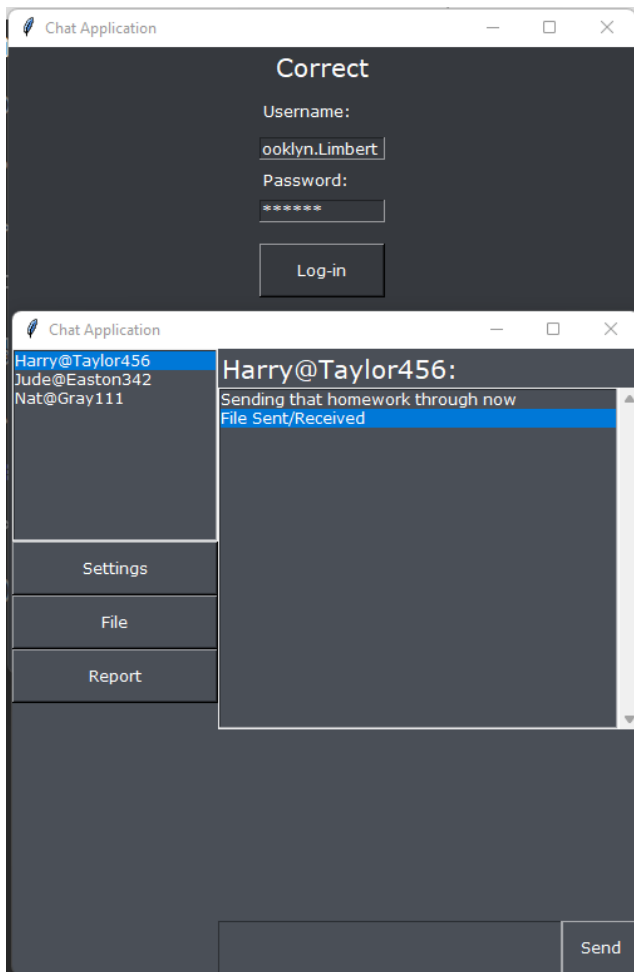 Chat Application
Correct
Username:
ooklyn.Limbert
Password:
******
Log-in
Chat Application
Harry@Taylor456
Jude@Easton342
Nat@Gray111
Settings
File
Report
Harry@Taylor456:
Sending that homework through now
File Sent/Received
Send